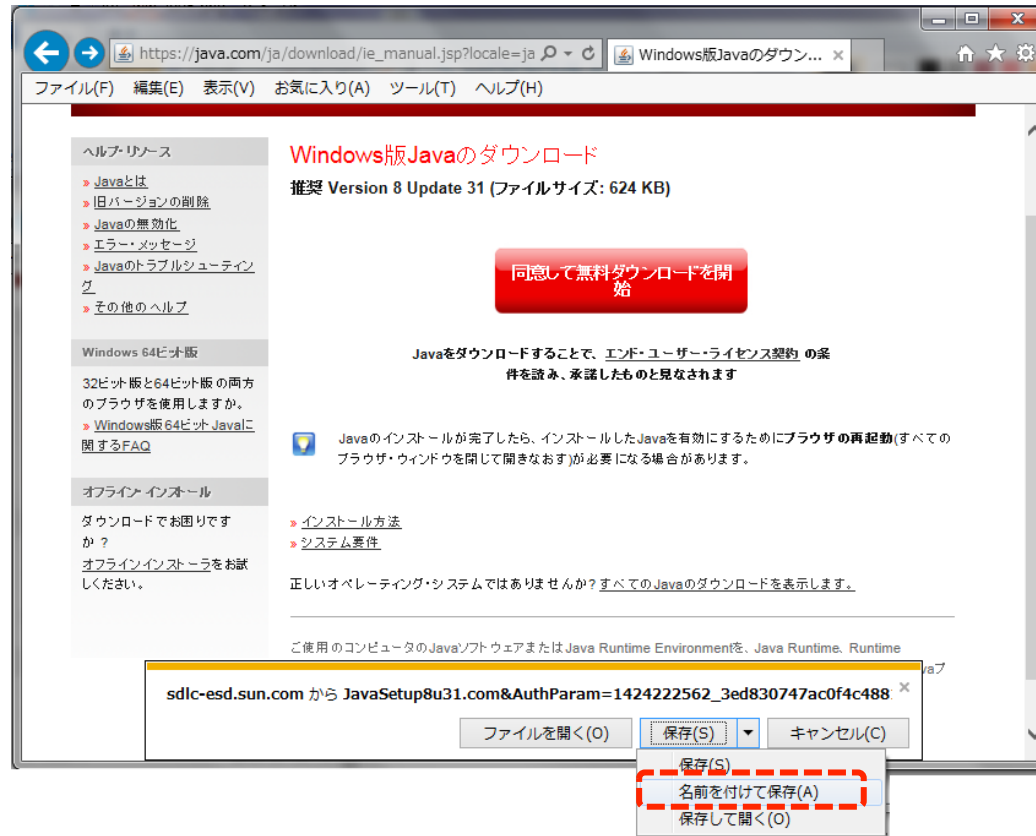 https://java.com/ja/download/ie_manual.jsp?locale=ja
Windows版Javaのダウン...
ファイル(F) 編集(E) 表示(V) お気に入り(A) ツール(T) ヘルプ(H)
ヘルプ・リソース
» Javaとは
» 旧バージョンの削除
» Javaの無効化
» エラー・メッセージ
» Javaのトラブルシューティン
グ
» その他のヘルプ
Windows 64ビット版
32ビット版と64ビット版の両方
のブラウザを使用しますか。
» Windows版64ビットJavaに
関するFAQ
オフライン・インストール
ダウンロードでお困りです
か ?
オフラインインストーラをお試
しください。
Windows版Javaのダウンロード
推奨 Version 8 Update 31 (ファイルサイズ: 624 KB)
同意して無料ダウンロードを開
始
Javaをダウンロードすることで、エンド・ユーザー・ライセンス契約 の条
件を読み、承諾したものと見なされます
Javaのインストールが完了したら、インストールしたJavaを有効にするためにブラウザの再起動(すべての
ブラウザ・ウィンドウを閉じて開きなおす)が必要になる場合があります。
» インストール方法
» システム要件
正しいオペレーティング・システムではありませんか? すべてのJavaのダウンロードを表示します。
ご使用のコンピュータのJavaソフトウェアまたはJava Runtime Environmentを、Java Runtime、Runtime
vaプ
sdlc-esd.sun.com から JavaSetup8u31.com&AuthParam=1424222562_3ed830747ac0f4c488
ファイルを開く(O) 保存(S) キャンセル(C)
保存(S)
名前を付けて保存(A)
保存して開く(O)